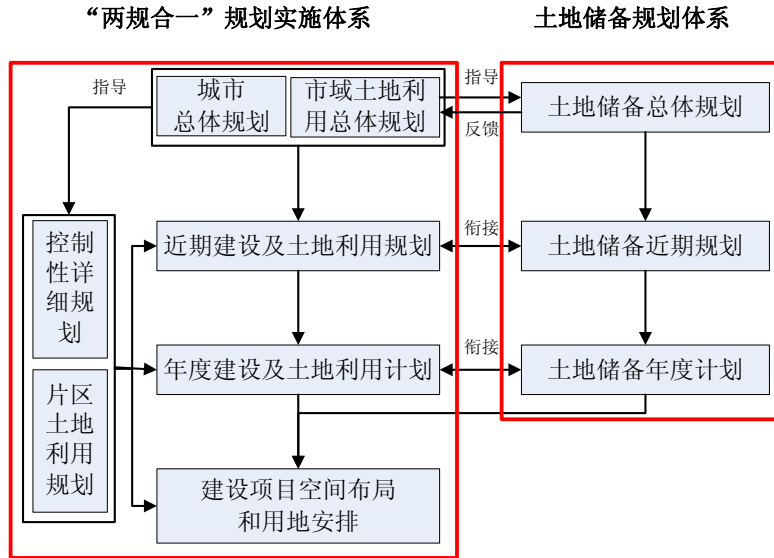 “两规合一”规划实施体系
土地储备规划体系
指导
城市
总体规划
市域土地利
用总体规划
指导
反馈
土地储备总体规划
控制
性详
细规
划
近期建设及土地利用规划
衔接
土地储备近期规划
年度建设及土地利用计划
衔接
土地储备年度计划
片区
土地
利用
规划
建设项目空间布局
和用地安排